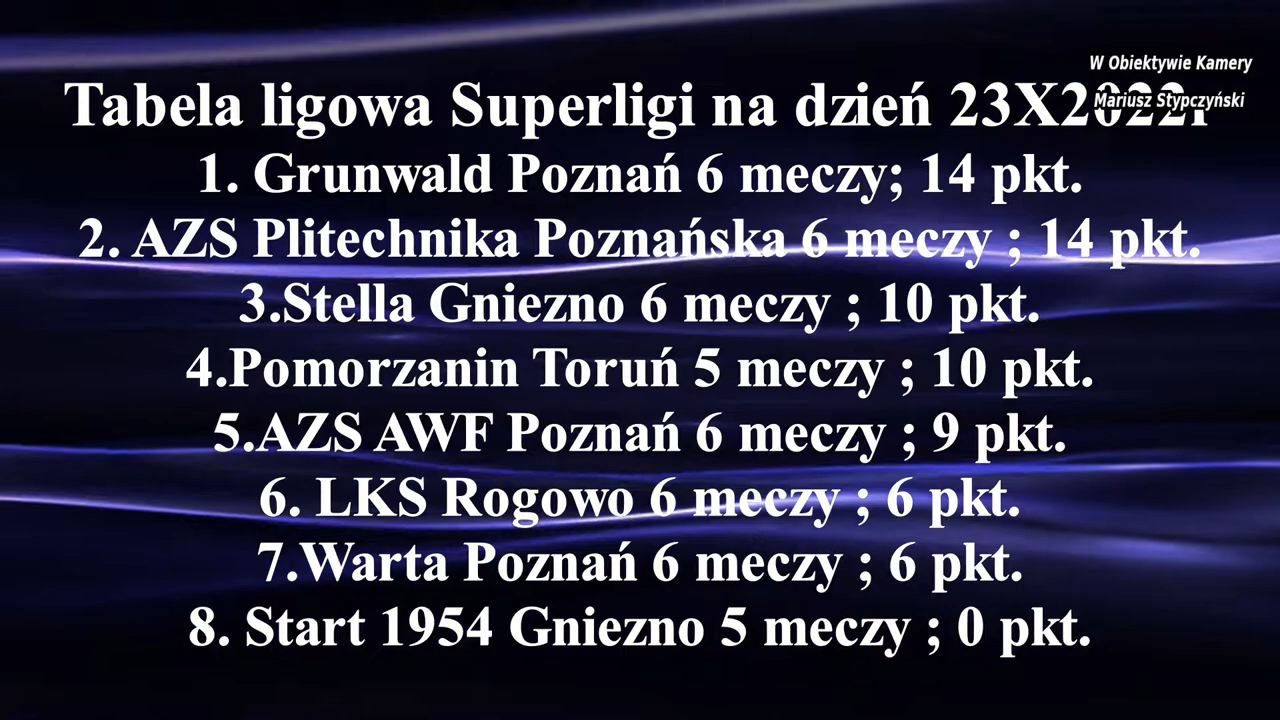 W Obiektywie Kamery
Mariusz Stypczyński
Tabela ligowa Superligi na dzień 23X2022r
1. Grunwald Poznań 6 meczy; 14 pkt.
2. AZS Plitechnika Poznańska 6 meczy ; 14 pkt.
3.Stella Gniezno 6 meczy ; 10 pkt.
4.Pomorzanin Toruń 5 meczy ; 10 pkt.
5.AZS AWF Poznań 6 meczy ; 9 pkt.
6. LKS Rogowo 6 meczy ; 6 pkt.
7.Warta Poznań 6 meczy ; 6 pkt.
8. Start 1954 Gniezno 5 meczy ; 0 pkt.